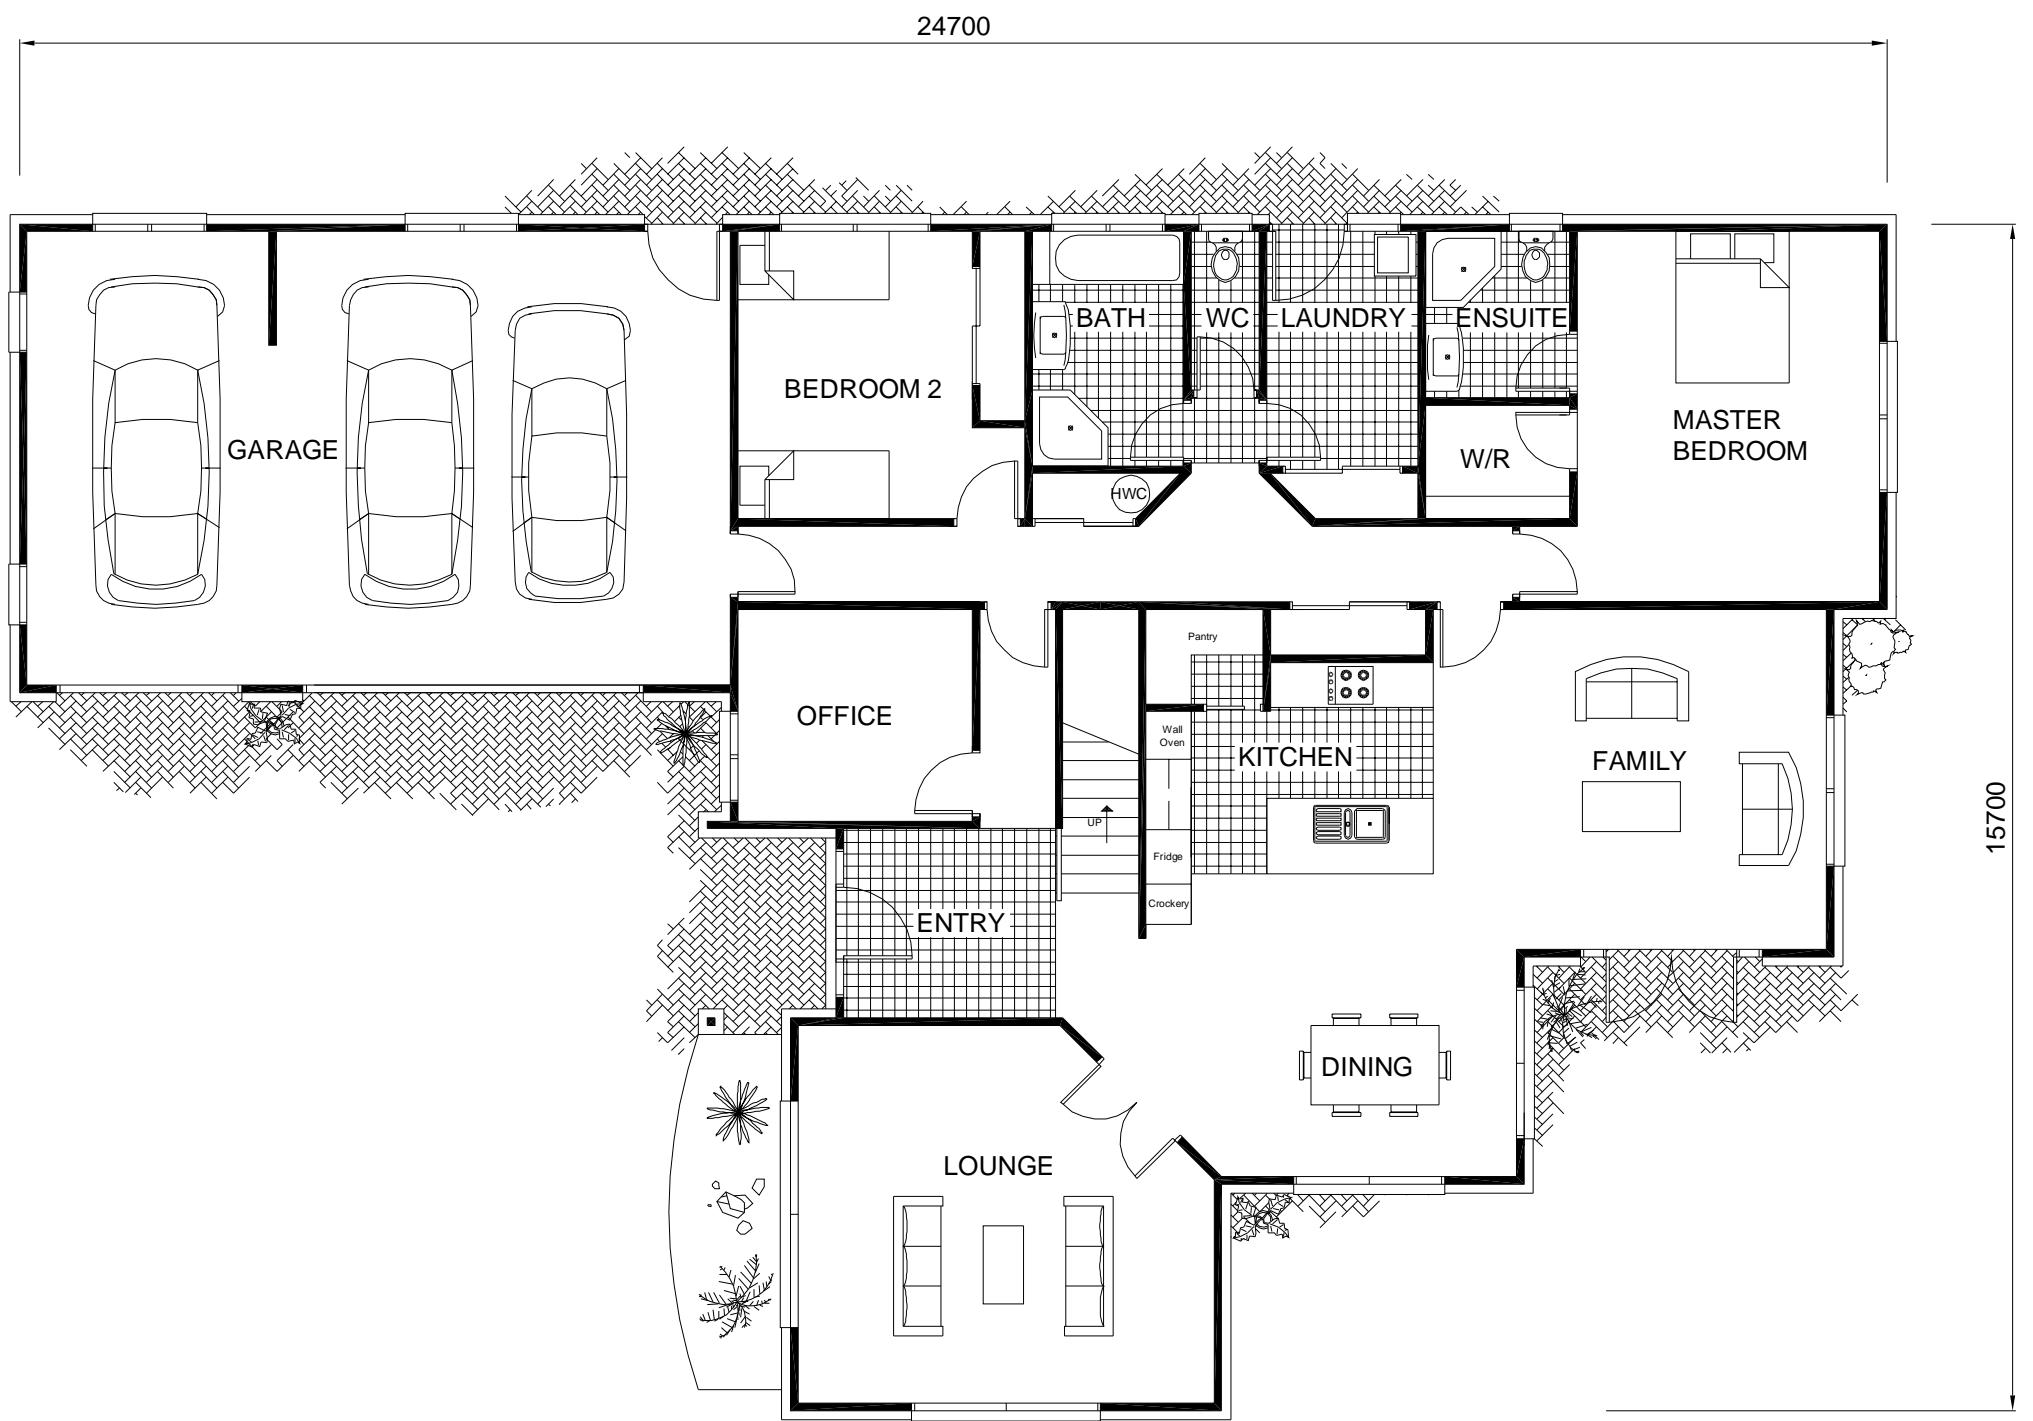 24700
BATH
WC
LAUNDRY
ENSUITE
BEDROOM 2
GARAGE
MASTER
BEDROOM
W/R
HWC
Pantry
OFFICE
Wall
Oven
KITCHEN
FAMILY
UP
15700
Fridge
Crockery
ENTRY
DINING
LOUNGE